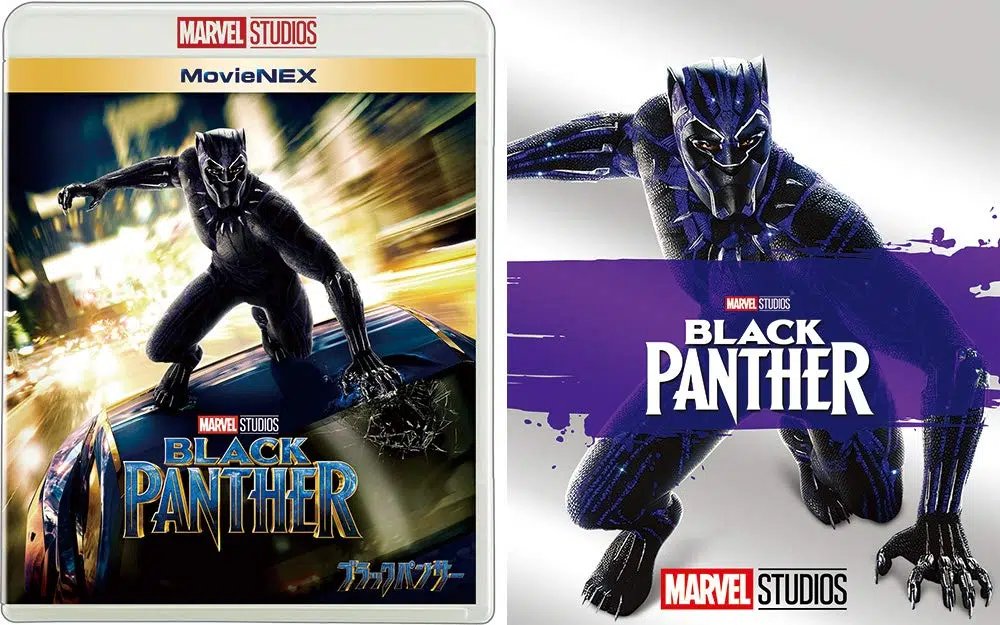 MARVEL STUDIOS
MovieNEX
MARVEL STUDIOS
BLACK
PANTHER
ブラックパンサー
MARVEL STUDIOS
BLACK
PANTHER
MARVEL STUDIOS